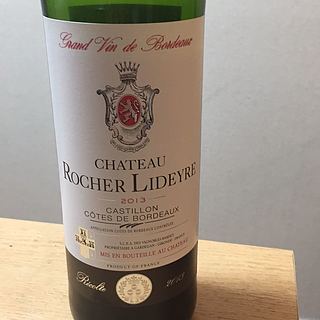 Grand Vin de Bordeaux
CHATEAU
ROCHER LIDEYRE
2013
CASTILLON
CÔTES DE BORDEAUX
APPELLATION CÔTES DE BORDEAUX CONTRÔLÉE
MIS EN BOUTEILLE AU CHATEAU
PRODUCT OF FRANCE
Récolte 2013